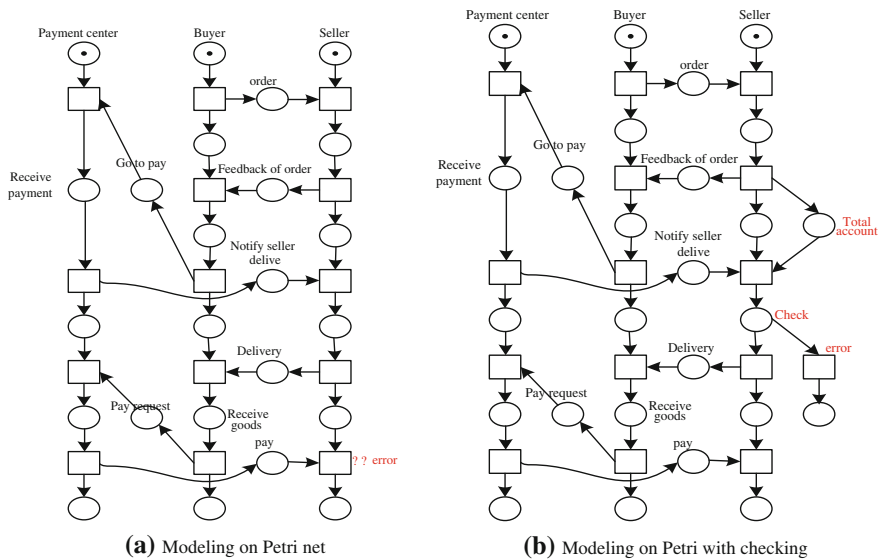 Payment center
Buyer
Seller
order
Receive
payment
Go to pay
Feedback of order
Notify seller
delive
Delivery
Pay request
Receive
goods
pay
? ? error
(a) Modeling on Petri net
Payment center
Buyer
Seller
order
Receive
payment
Go to pay
Feedback of order
Total
account
Notify seller
delive
Check
error
Delivery
Pay request
Receive
goods
pay
(b) Modeling on Petri with checking